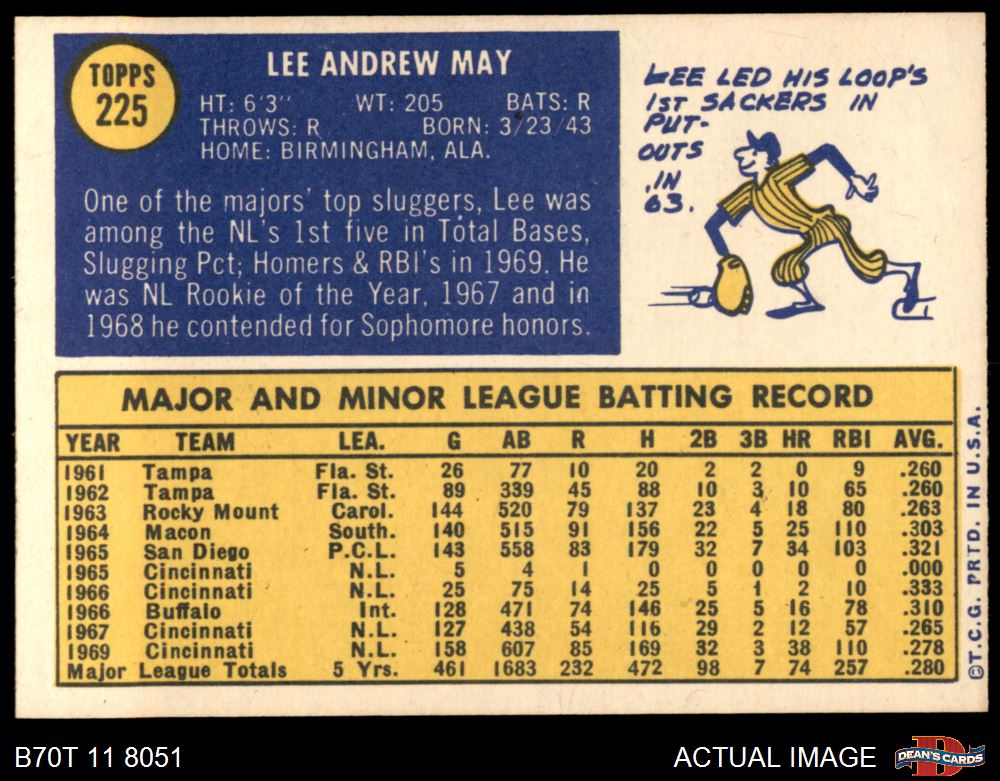 TOPPS
225
LEE ANDREW MAY
HT: 6'3" WT: 205 BATS: R
THROWS: R BORN: 3/23/43
HOME: BIRMINGHAM, ALA.
One of the majors' top sluggers, Lee was
among the NL's 1st five in Total Bases,
Slugging Pct; Homers & RBI's in 1969. He
was NL Rookie of the Year, 1967 and in
1968 he contended for Sophomore honors.
LEE LED HIS LOOP'S
1ST SACKERS IN
PUT-
OUTS
IN
63.
MAJOR AND MINOR LEAGUE BATTING RECORD
YEAR TEAM LEA. G AB R H 2B 3B HR RBI AVG.
1961 Tampa Fla. St. 26 77 10 20 2 2 0 9 .260
1962 Tampa Fla. St. 89 339 45 88 10 3 10 65 .260
1963 Rocky Mount Carol. 144 520 79 137 23 4 18 80 .263
1964 Macon South. 140 515 91 156 22 5 25 110 .303
1965 San Diego P.C.L. 143 558 83 179 32 7 34 103 .321
1965 Cincinnati N.L. 5 4 1 0 0 0 0 0 .000
1966 Cincinnati N.L. 25 75 14 25 5 1 2 10 .333
1966 Buffalo Int. 128 471 74 146 25 5 16 78 .310
1967 Cincinnati N.L. 127 438 54 116 29 2 12 57 .265
1969 Cincinnati N.L. 158 607 85 169 32 3 38 110 .278
Major League Totals 5 Yrs. 461 1683 232 472 98 7 74 257 .280
©T.C.G. PRTD. IN U.S.A.
B70T 11 8051
ACTUAL IMAGE
D
DEAN'S CARDS